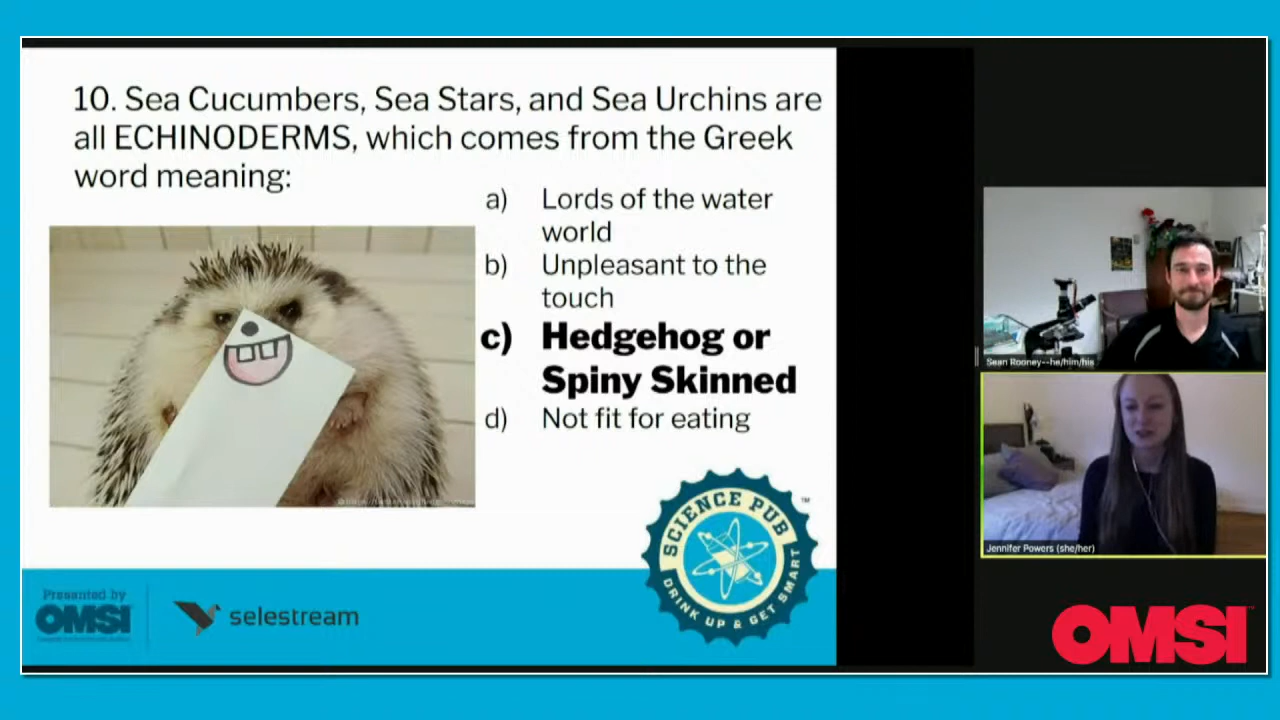 10. Sea Cucumbers, Sea Stars, and Sea Urchins are
all ECHINODERMS, which comes from the Greek
word meaning:
a) Lords of the water
world
b) Unpleasant to the
touch
c) Hedgehog or
Spiny Skinned
d) Not fit for eating
SCIENCE PUB
DRINK UP & GET SMART
TM
Presented by
OMSI
selestream
Sean Rooney--he/him/his
Jennifer Powers (she/her)
OMSI